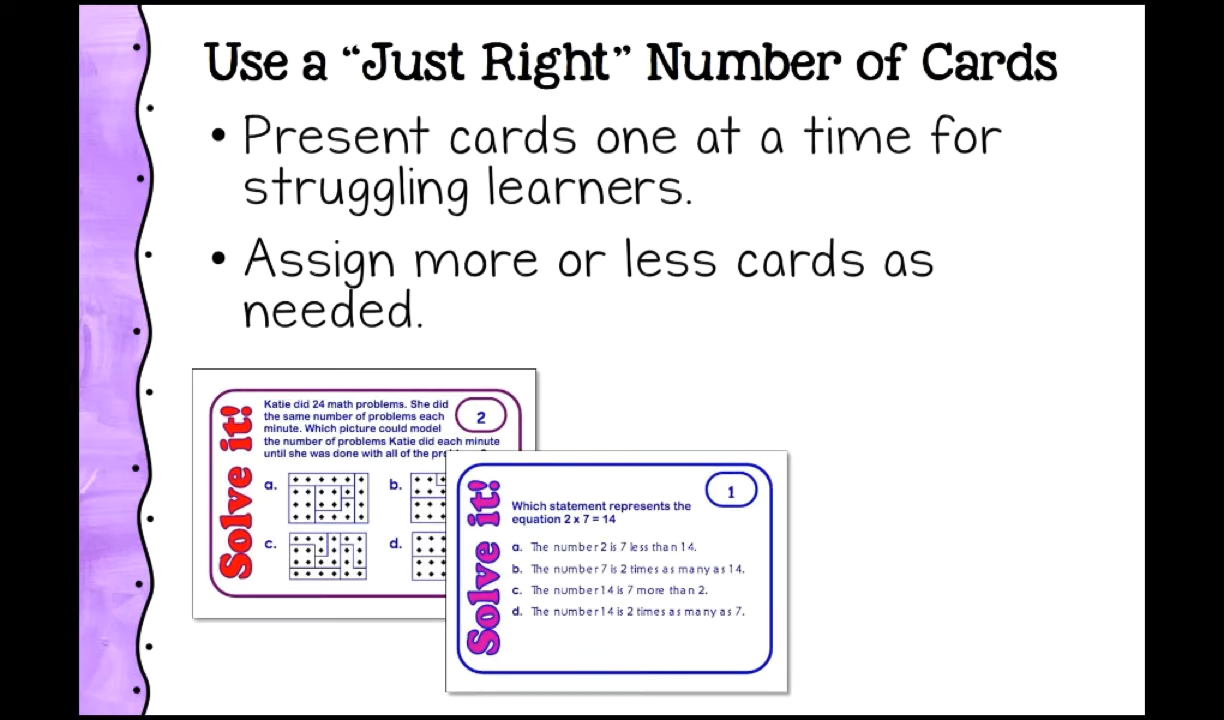 Use a “Just Right” Number of Cards
• Present cards one at a time for
struggling learners.
• Assign more or less cards as
needed.
Solve it!
2
Katie did 24 math problems. She did
the same number of problems each
minute. Which picture could model
the number of problems Katie did each minute
until she was done with all of the
a.
b.
c.
d.
Solve it!
1
Which statement represents the
equation 2 x 7 = 14
a. The number 2 is 7 less than 14.
b. The number 7 is 2 times as many as 14.
c. The number 14 is 7 more than 2.
d. The number 14 is 2 times as many as 7.